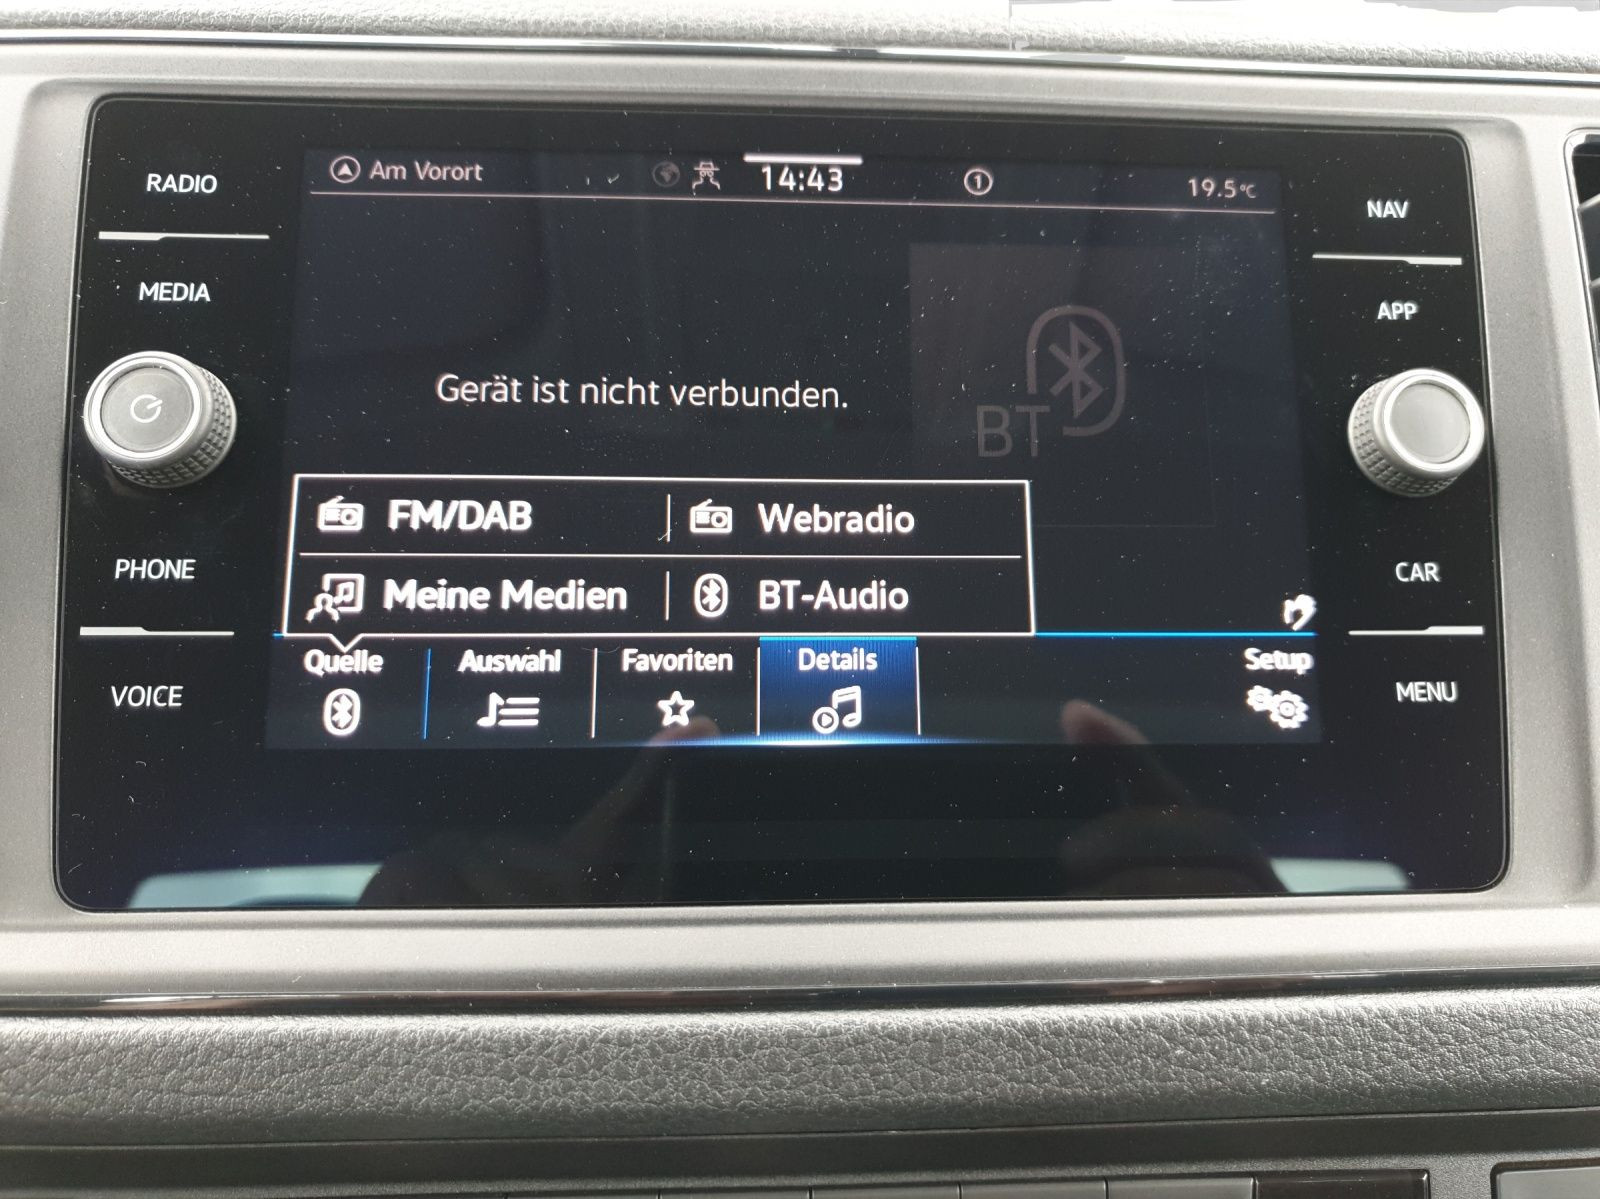 RADIO
MEDIA
PHONE
VOICE
Am Vorort
14:43
1
19.5°C
Gerät ist nicht verbunden.
BT
FM/DAB
Webradio
Meine Medien
BT-Audio
Quelle
Auswahl
Favoriten
Details
Setup
NAV
APP
CAR
MENU